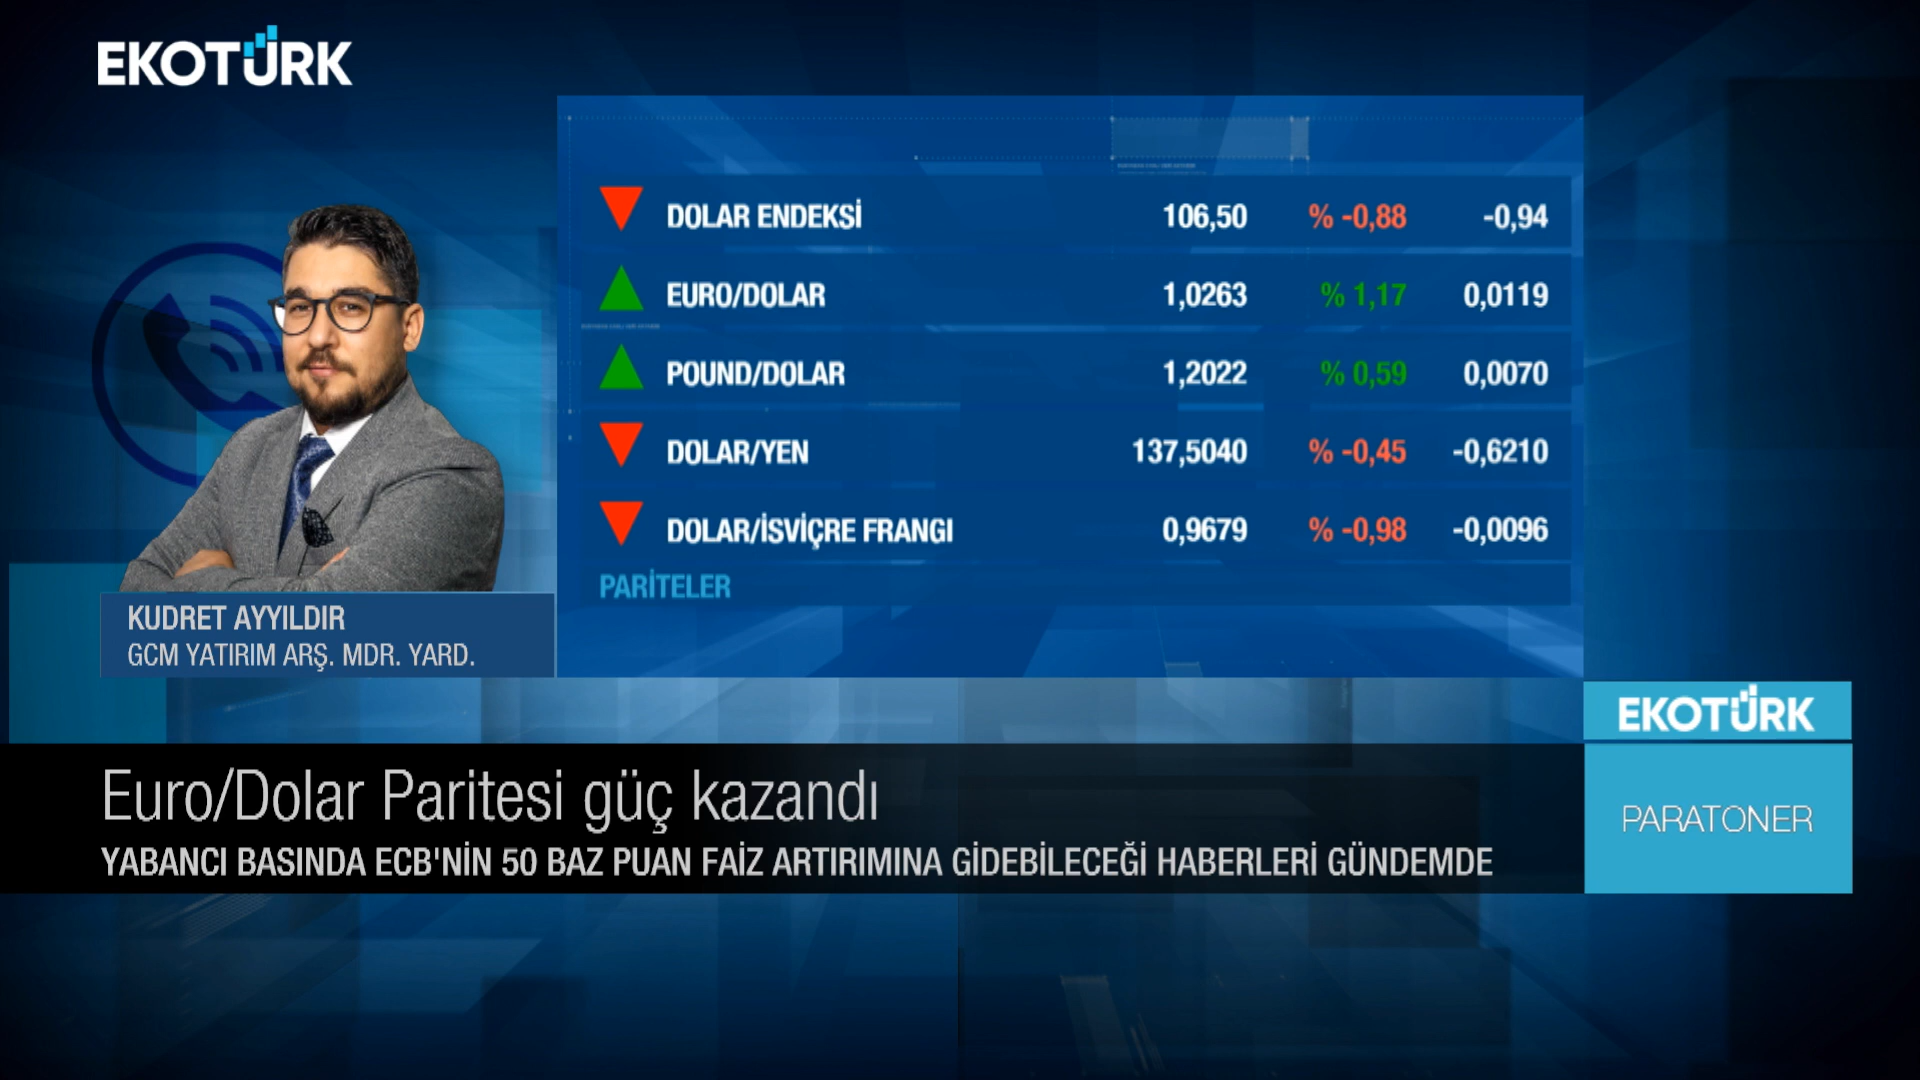 EKOTÜRK
DOLAR ENDEKSİ 106,50 % -0,88 -0,94
EURO/DOLAR 1,0263 % 1,17 0,0119
POUND/DOLAR 1,2022 % 0,59 0,0070
DOLAR/YEN 137,5040 % -0,45 -0,6210
DOLAR/İSVİÇRE FRANGI 0,9679 % -0,98 -0,0096
PARİTELER
KUDRET AYYILDIR
GCM YATIRIM ARŞ. MDR. YARD.
EKOTÜRK
Euro/Dolar Paritesi güç kazandı
YABANCI BASINDA ECB'NİN 50 BAZ PUAN FAİZ ARTIRIMINA GİDEBİLECEĞİ HABERLERİ GÜNDEMDE
PARATONER